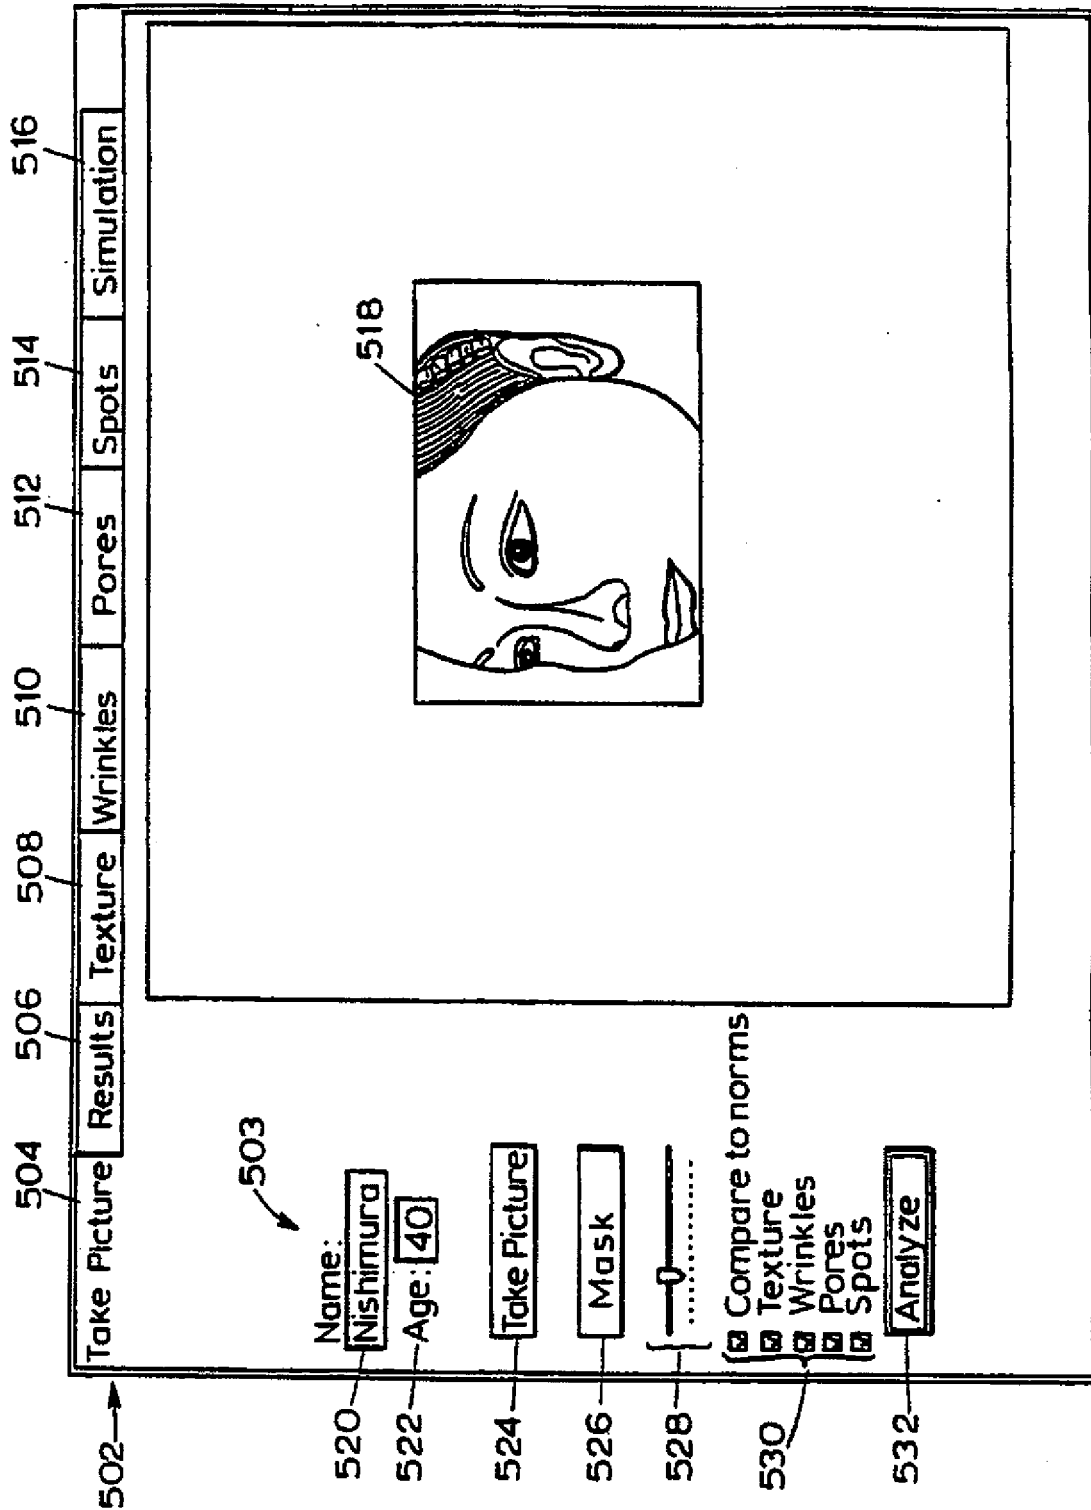 504 506 508 510 512 514 516
502
Take Picture Results Texture Wrinkles Pores Spots Simulation
503
518
Name:
520 Nishimura
522 Age: 40
524 Take Picture
526 Mask
528
530
Compare to norms
Texture
Wrinkles
Pores
Spots
532 Analyze